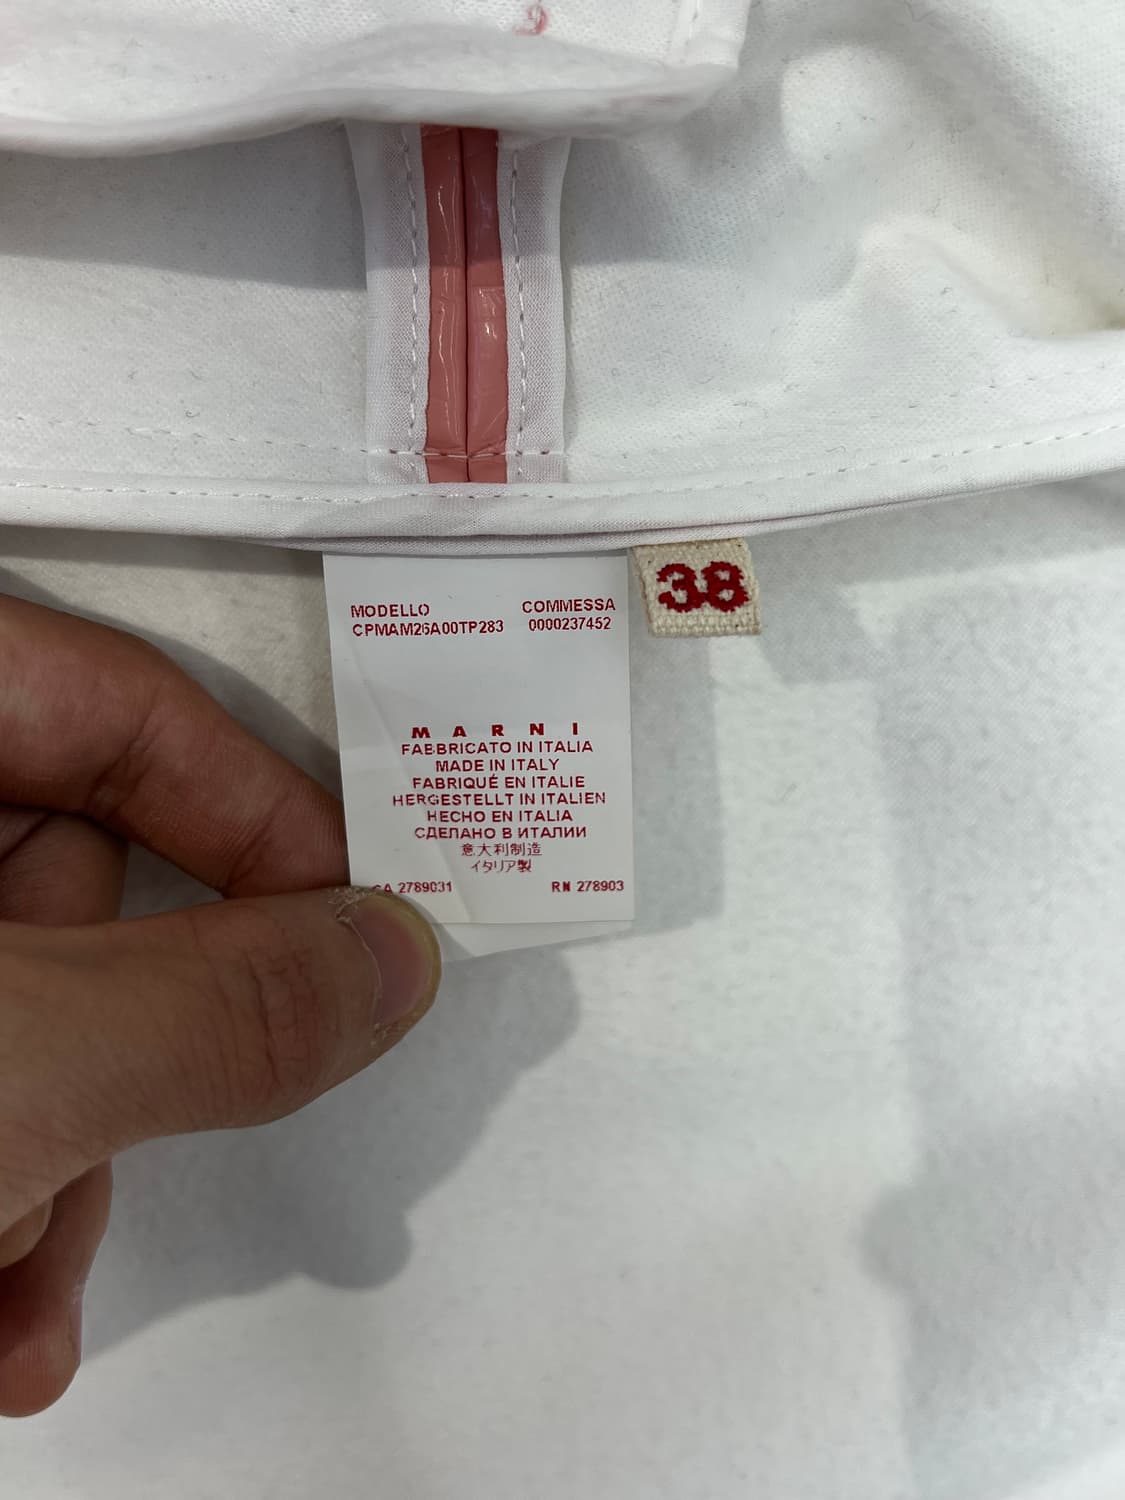 MODELLO COMMESSA
CPMAM26A00TP283 0000237452
38
MARNI
FABBRICATO IN ITALIA
MADE IN ITALY
FABRIQUÉ EN ITALIE
HERGESTELLT IN ITALIEN
HECHO EN ITALIA
СДЕЛАНО В ИТАЛИИ
意大利制造
イタリア製
CA 2789031 RN 278903